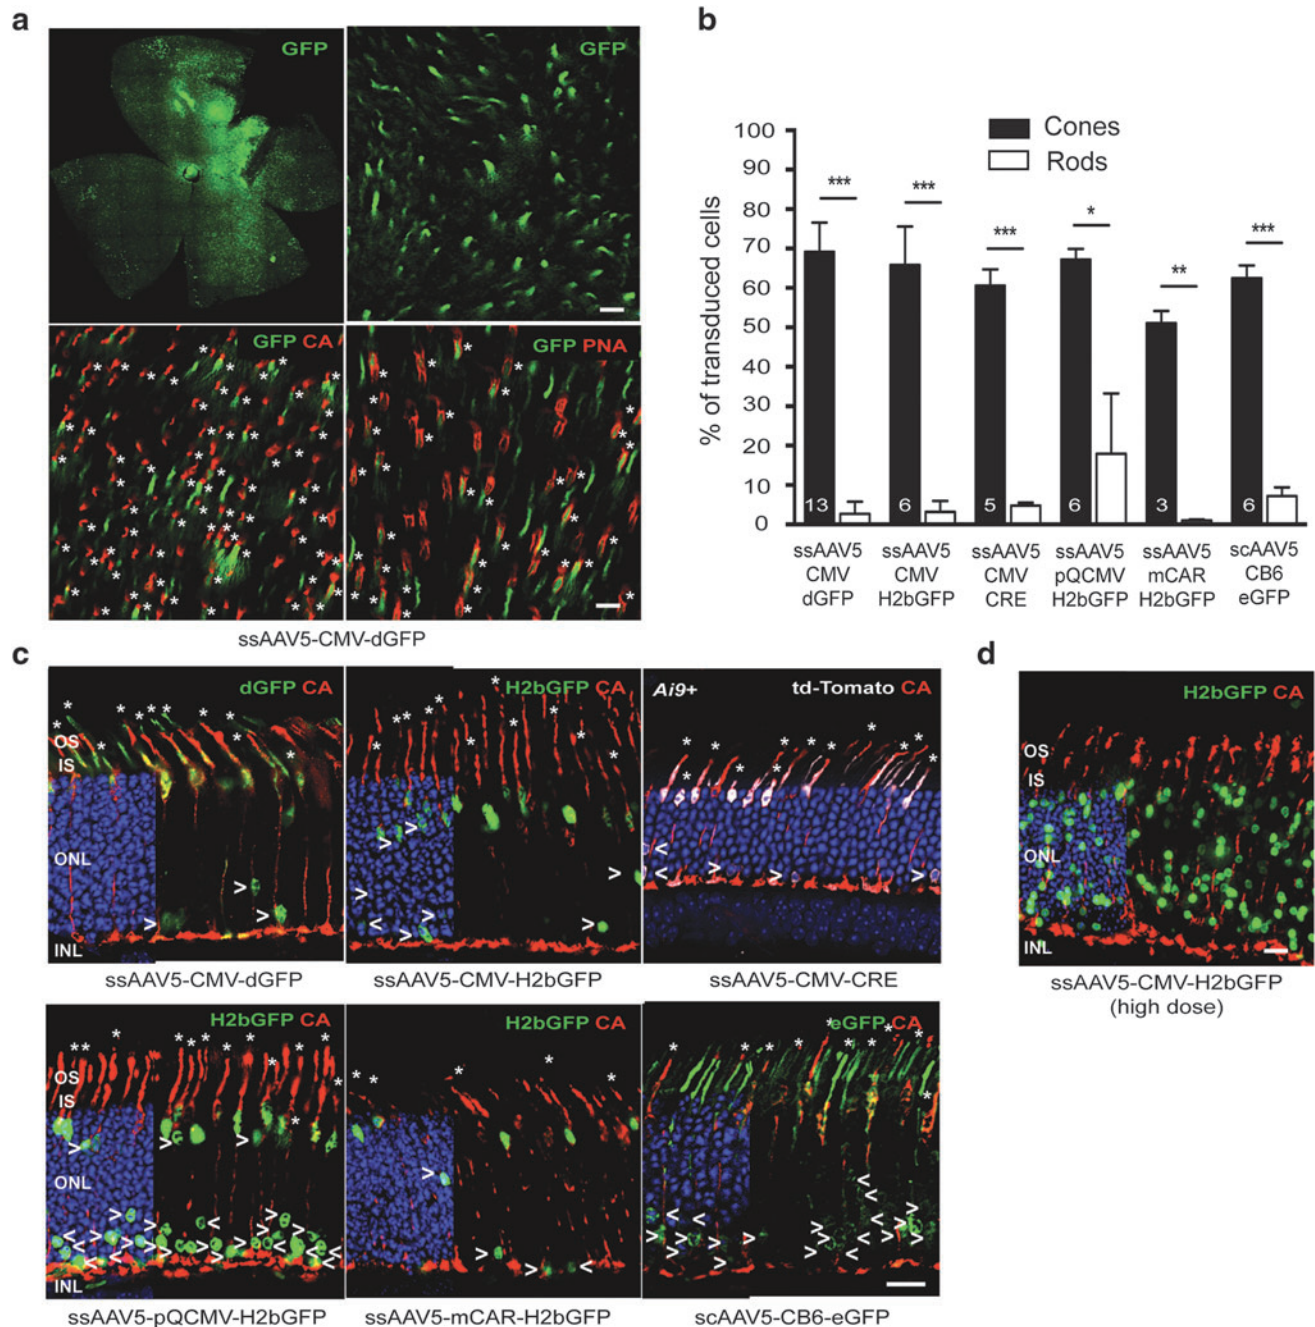 a
GFP
GFP
GFP CA
GFP PNA
ssAAV5-CMV-dGFP
b
Cones
Rods
% of transduced cells
100
90
80
70
60
50
40
30
20
10
0
***
***
***
*
**
***
13
6
5
6
3
6
ssAAV5 CMV dGFP
ssAAV5 CMV H2bGFP
ssAAV5 CMV CRE
ssAAV5 pQCMV H2bGFP
ssAAV5 mCAR H2bGFP
scAAV5 CB6 eGFP
c
dGFP CA
OS
IS
ONL
INL
ssAAV5-CMV-dGFP
H2bGFP CA
ssAAV5-CMV-H2bGFP
Ai9+
td-Tomato CA
ssAAV5-CMV-CRE
H2bGFP CA
OS
IS
ONL
INL
ssAAV5-pQCMV-H2bGFP
H2bGFP CA
ssAAV5-mCAR-H2bGFP
eGFP CA
scAAV5-CB6-eGFP
d
H2bGFP CA
OS
IS
ONL
INL
ssAAV5-CMV-H2bGFP
(high dose)